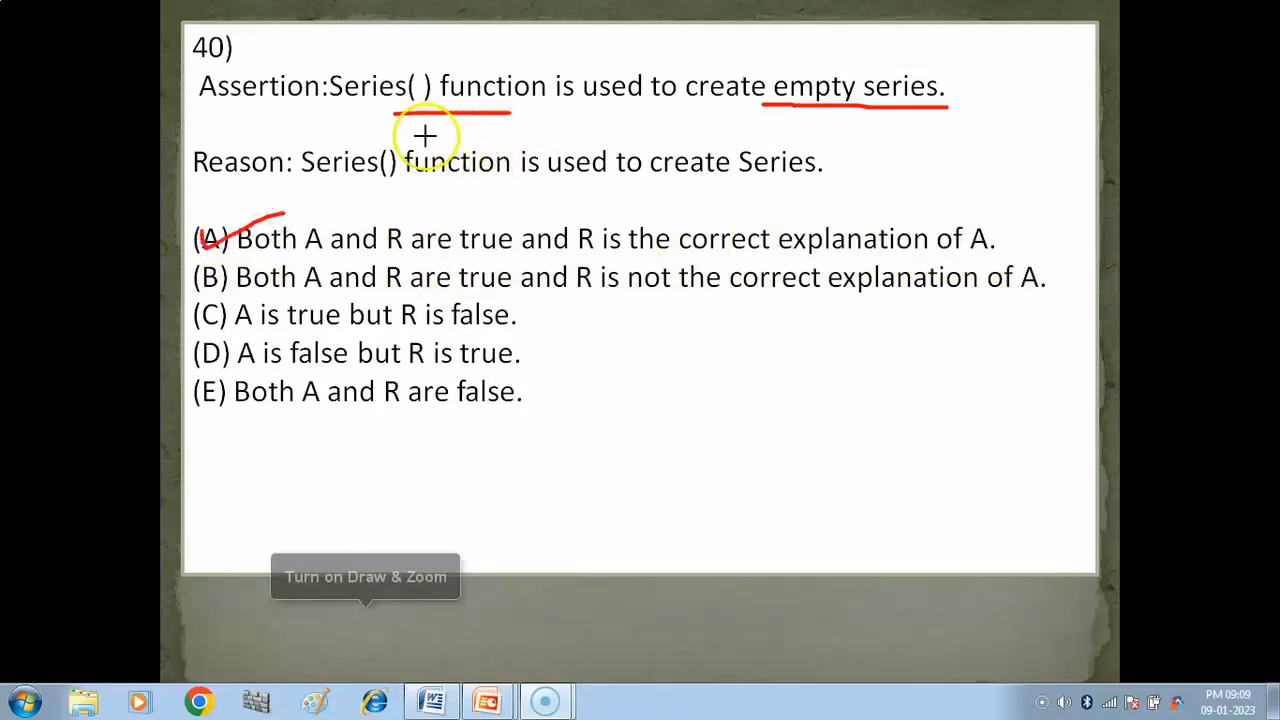 40)
Assertion:Series( ) function is used to create empty series.
Reason: Series() function is used to create Series.
(A) Both A and R are true and R is the correct explanation of A.
(B) Both A and R are true and R is not the correct explanation of A.
(C) A is true but R is false.
(D) A is false but R is true.
(E) Both A and R are false.
Turn on Draw & Zoom
PM 09:09
09-01-2023